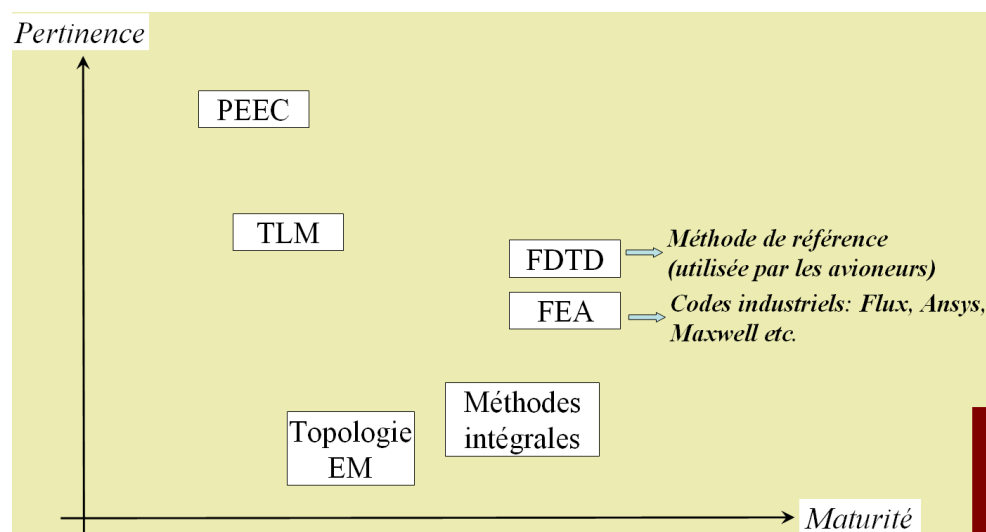 Pertinence
PEEC
TLM
FDTD
Méthode de référence
(utilisée par les avioneurs)
FEA
Codes industriels: Flux, Ansys,
Maxwell etc.
Méthodes
intégrales
Topologie
EM
Maturité